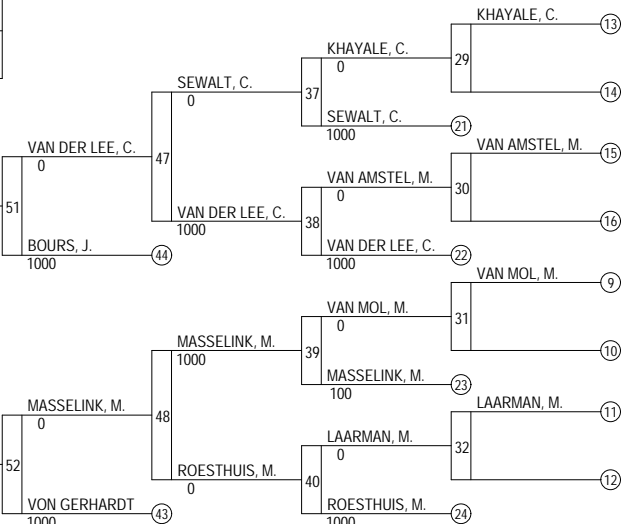 KHAYALE, C.
13
KHAYALE, C.
0
29
SEWALT, C.
0
37
14
SEWALT, C.
1000
21
VAN DER LEE, C.
0
47
VAN AMSTEL, M.
15
VAN AMSTEL, M.
0
30
51
VAN DER LEE, C.
1000
38
16
BOURS, J.
1000
44
VAN DER LEE, C.
1000
22
VAN MOL, M.
9
VAN MOL, M.
0
31
MASSELINK, M.
1000
39
10
MASSELINK, M.
100
23
MASSELINK, M.
0
48
LAARMAN, M.
11
LAARMAN, M.
0
32
52
ROESTHUIS, M.
0
40
12
VON GERHARDT
1000
43
ROESTHUIS, M.
1000
24